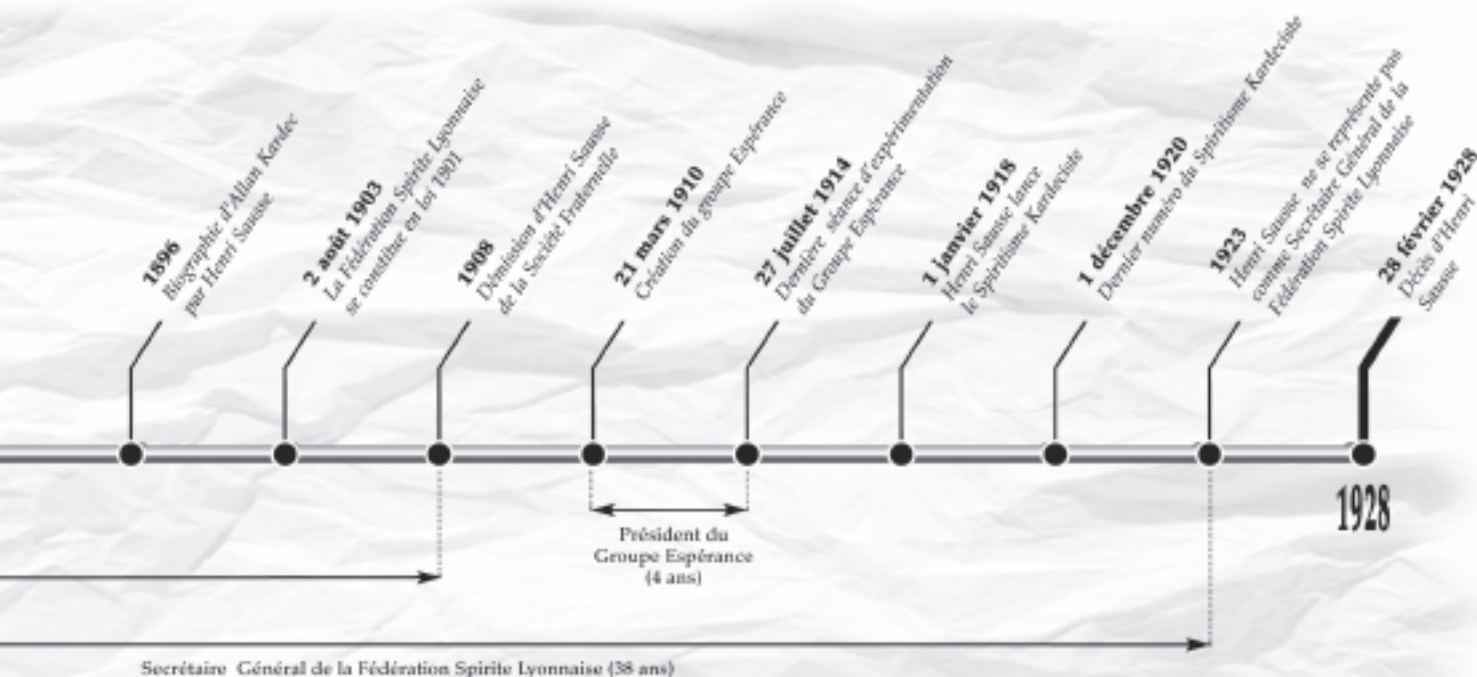 1896
Biographie d'Allan Kardec
par Henri Sausse
2 août 1903
La Fédération Spirite Lyonnaise
se constitue en loi 1901
1908
Démission d'Henri Sausse
de la Société Fraternelle
21 mars 1910
Création du groupe Espérance
27 juillet 1914
Dernière séance d'expérimentation
du Groupe Espérance
1 janvier 1918
Henri Sausse lance
le Spiritisme Kardeciste
1 décembre 1920
Dernier numéro du Spiritisme Kardeciste
1923
Henri Sausse ne se représente pas
comme Secrétaire Général de la
Fédération Spirite Lyonnaise
28 février 1928
Décès d'Henri
Sausse
1928
Président du
Groupe Espérance
(4 ans)
Secrétaire Général de la Fédération Spirite Lyonnaise (38 ans)